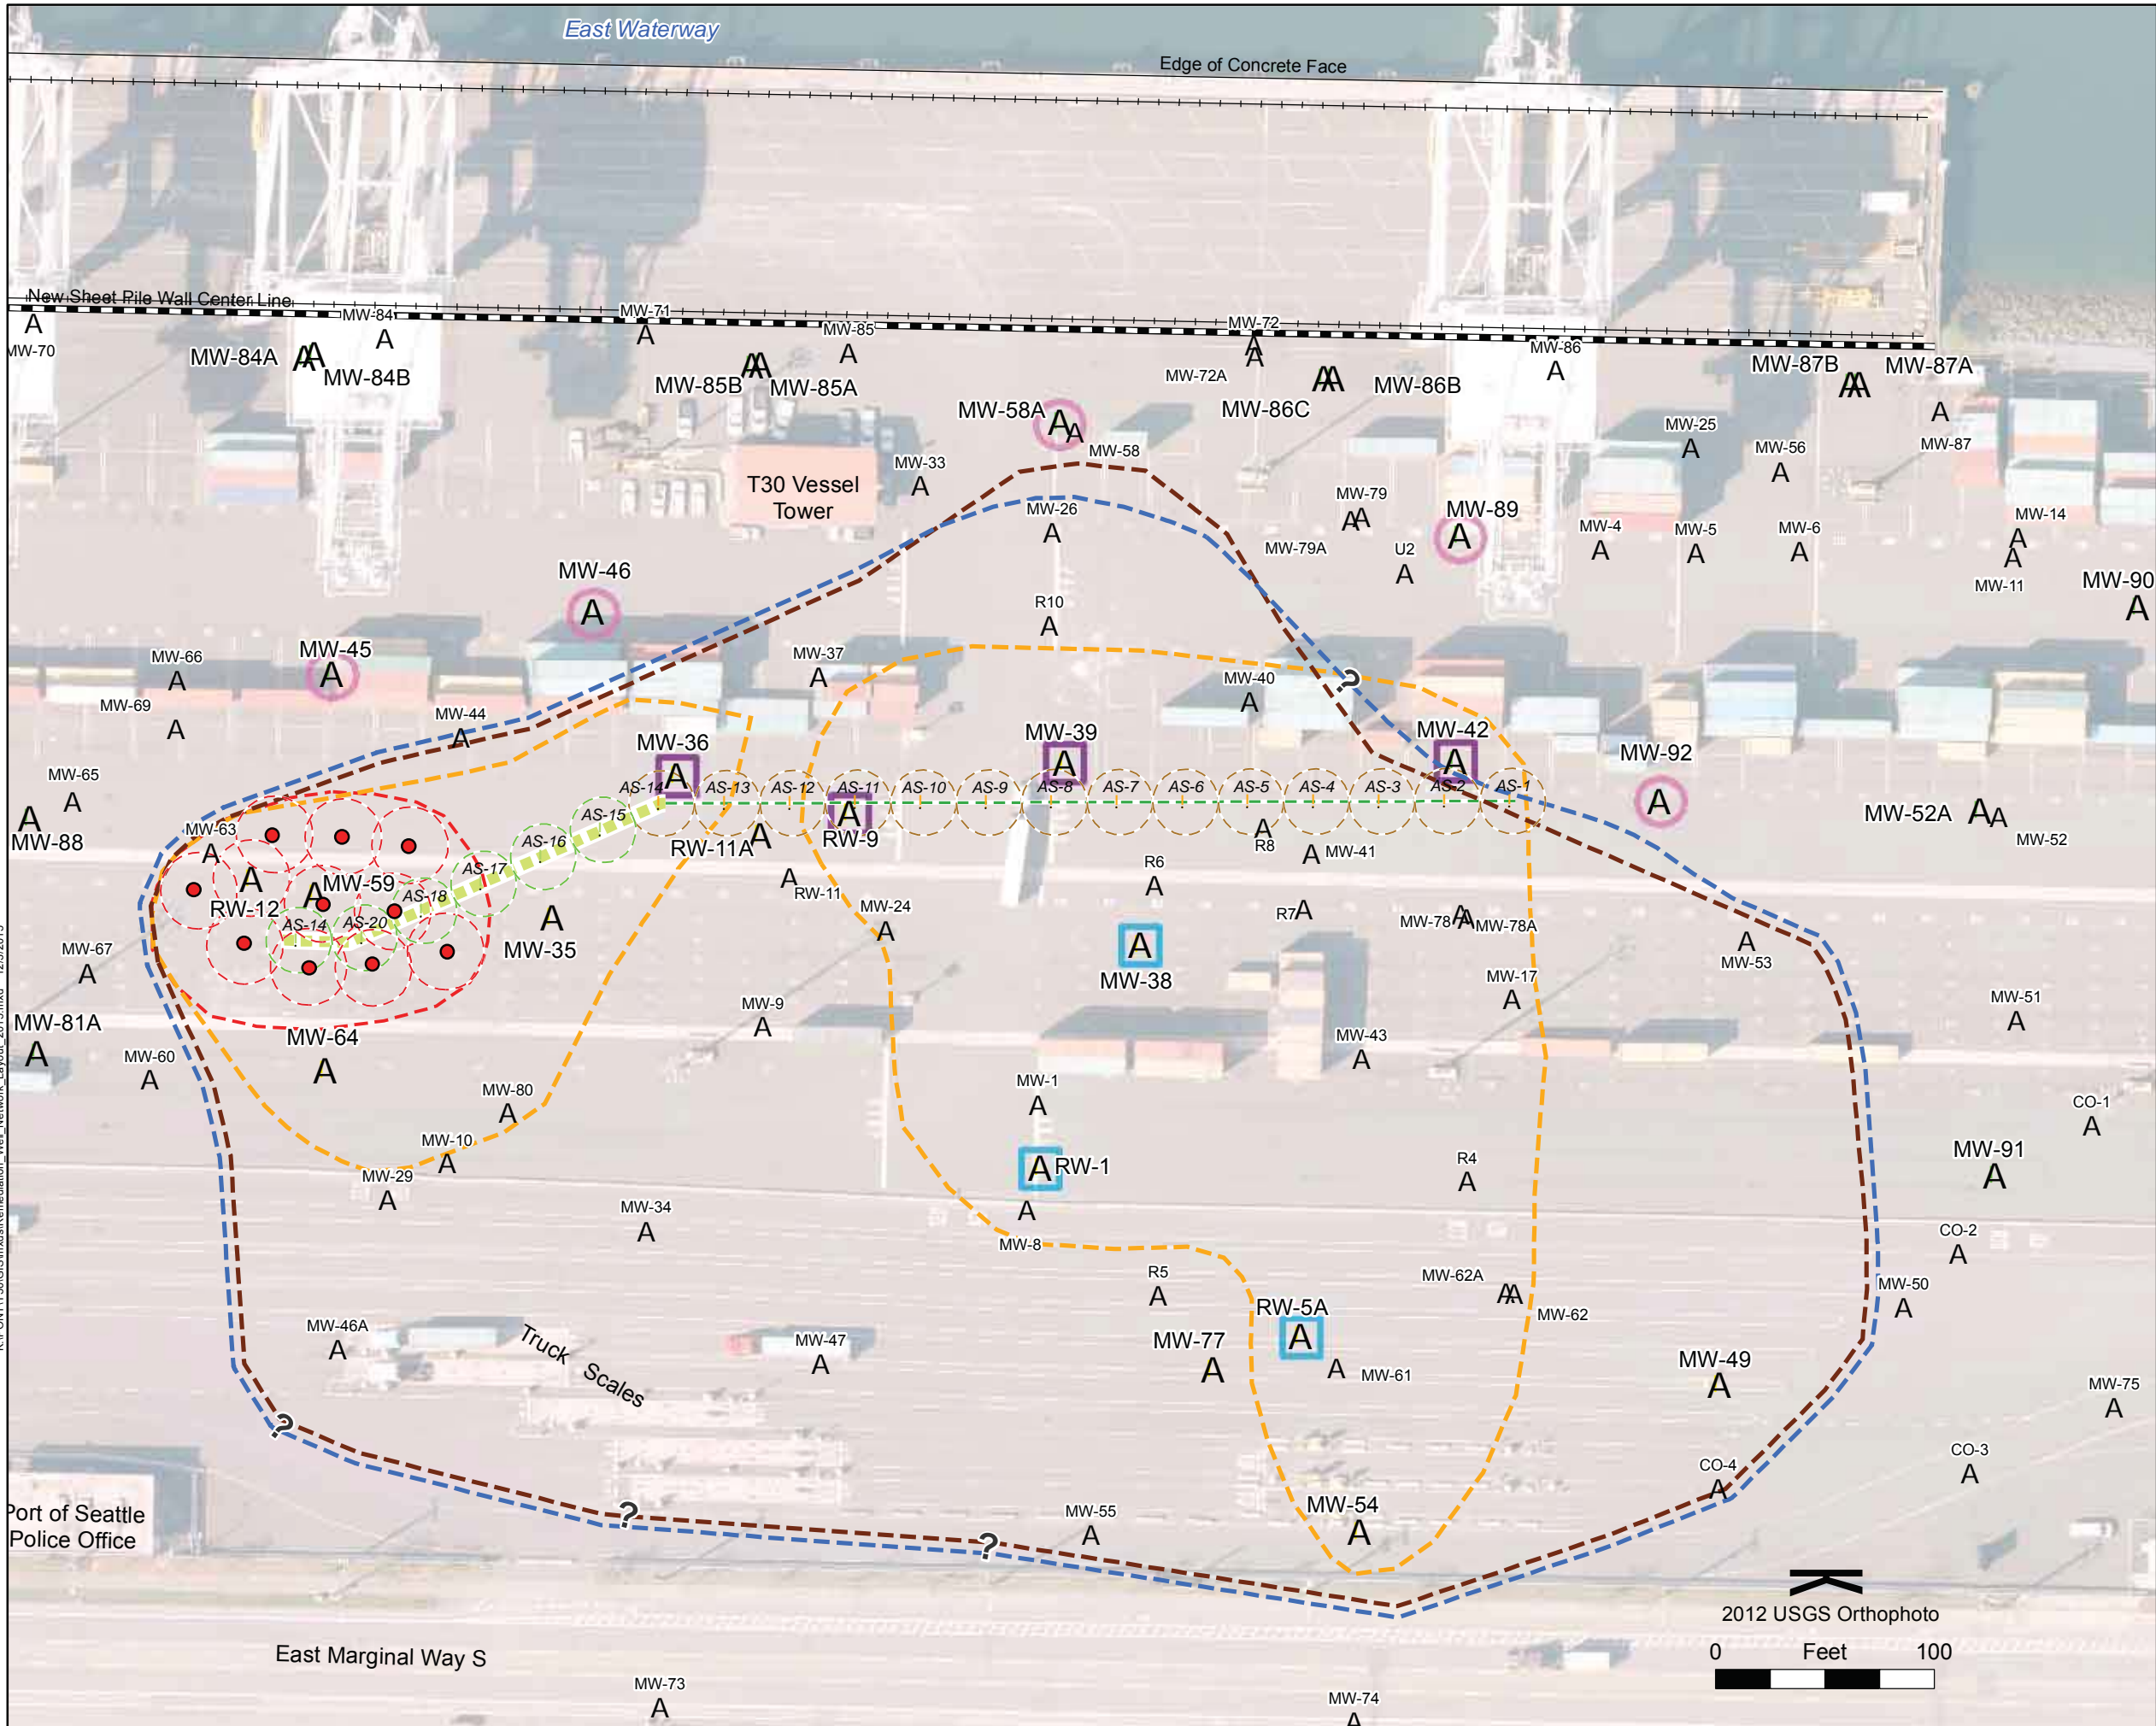 East Waterway
Edge of Concrete Face
New Sheet Pile Wall Center Line
MW-84
MW-71
MW-85
MW-72
MW-86
MW-70
MW-84A
MW-84B
MW-85B
MW-85A
MW-72A
MW-86C
MW-86B
MW-87B
MW-87A
MW-58A
MW-58
MW-25
MW-56
MW-87
MW-33
T30 Vessel
Tower
MW-26
MW-79
MW-79A
U2
MW-89
MW-4
MW-5
MW-6
MW-14
MW-11
MW-90
MW-46
R10
MW-45
MW-66
MW-69
MW-44
MW-37
MW-40
?
MW-36
MW-39
MW-42
MW-92
MW-65
MW-88
MW-63
AS-14
AS-13
AS-12
AS-11
AS-10
AS-9
AS-8
AS-7
AS-6
AS-5
AS-4
AS-3
AS-2
AS-1
AS-15
AS-16
AS-17
AS-18
AS-20
AS-14
RW-11A
RW-9
R8
MW-41
MW-52A
MW-52
MW-59
RW-12
RW-11
R6
MW-24
R7
MW-78
MW-78A
MW-35
MW-38
MW-53
MW-67
MW-17
MW-51
MW-81A
MW-64
MW-9
MW-43
MW-60
MW-80
MW-1
CO-1
MW-10
MW-29
RW-1
R4
MW-91
MW-34
MW-8
CO-2
R5
MW-62A
MW-62
MW-50
RW-5A
MW-46A
Truck Scales
MW-47
MW-77
MW-61
MW-49
MW-75
?
CO-4
CO-3
?
?
MW-55
MW-54
Port of Seattle
Police Office
2012 USGS Orthophoto
0 Feet 100
East Marginal Way S
MW-73
MW-74